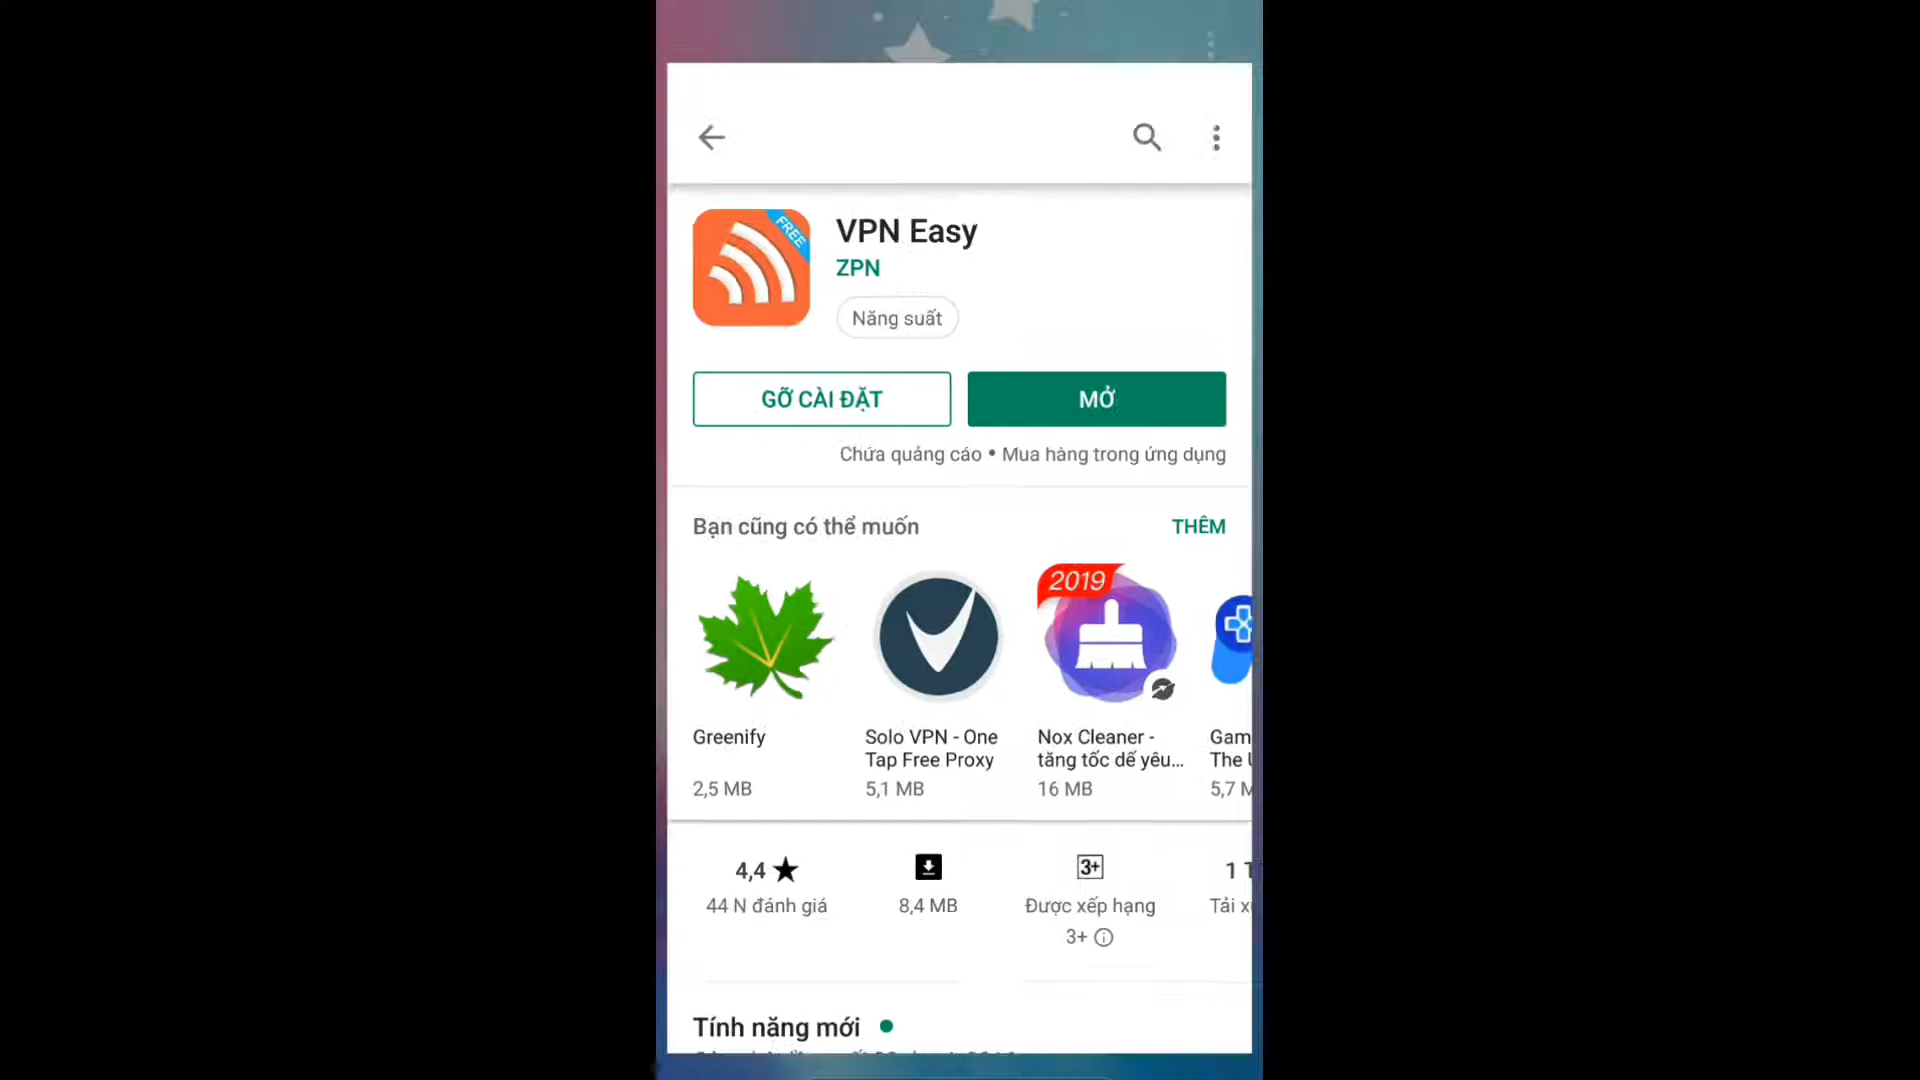 FREE
VPN Easy
ZPN
Năng suất
GỠ CÀI ĐẶT
MỞ
Chứa quảng cáo • Mua hàng trong ứng dụng
Bạn cũng có thể muốn
THÊM
2019
Greenify
Solo VPN - One
Tap Free Proxy
Nox Cleaner -
tăng tốc dế yêu...
Gam
The
2,5 MB
5,1 MB
16 MB
5,7 M
4,4 ★
44 N đánh giá
8,4 MB
3+
Được xếp hạng
3+
1 T
Tải x
Tính năng mới